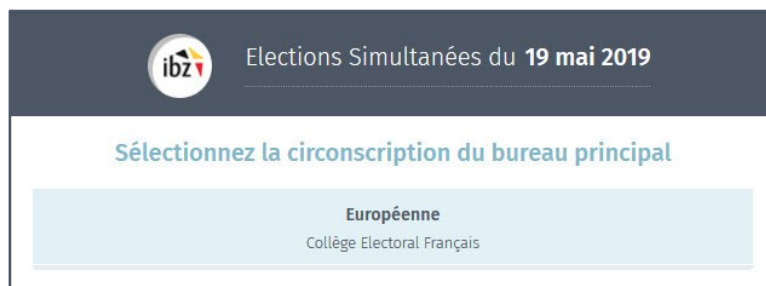 ibz
Elections Simultanées du 19 mai 2019
Sélectionnez la circonscription du bureau principal
Européenne
Collège Electoral Français